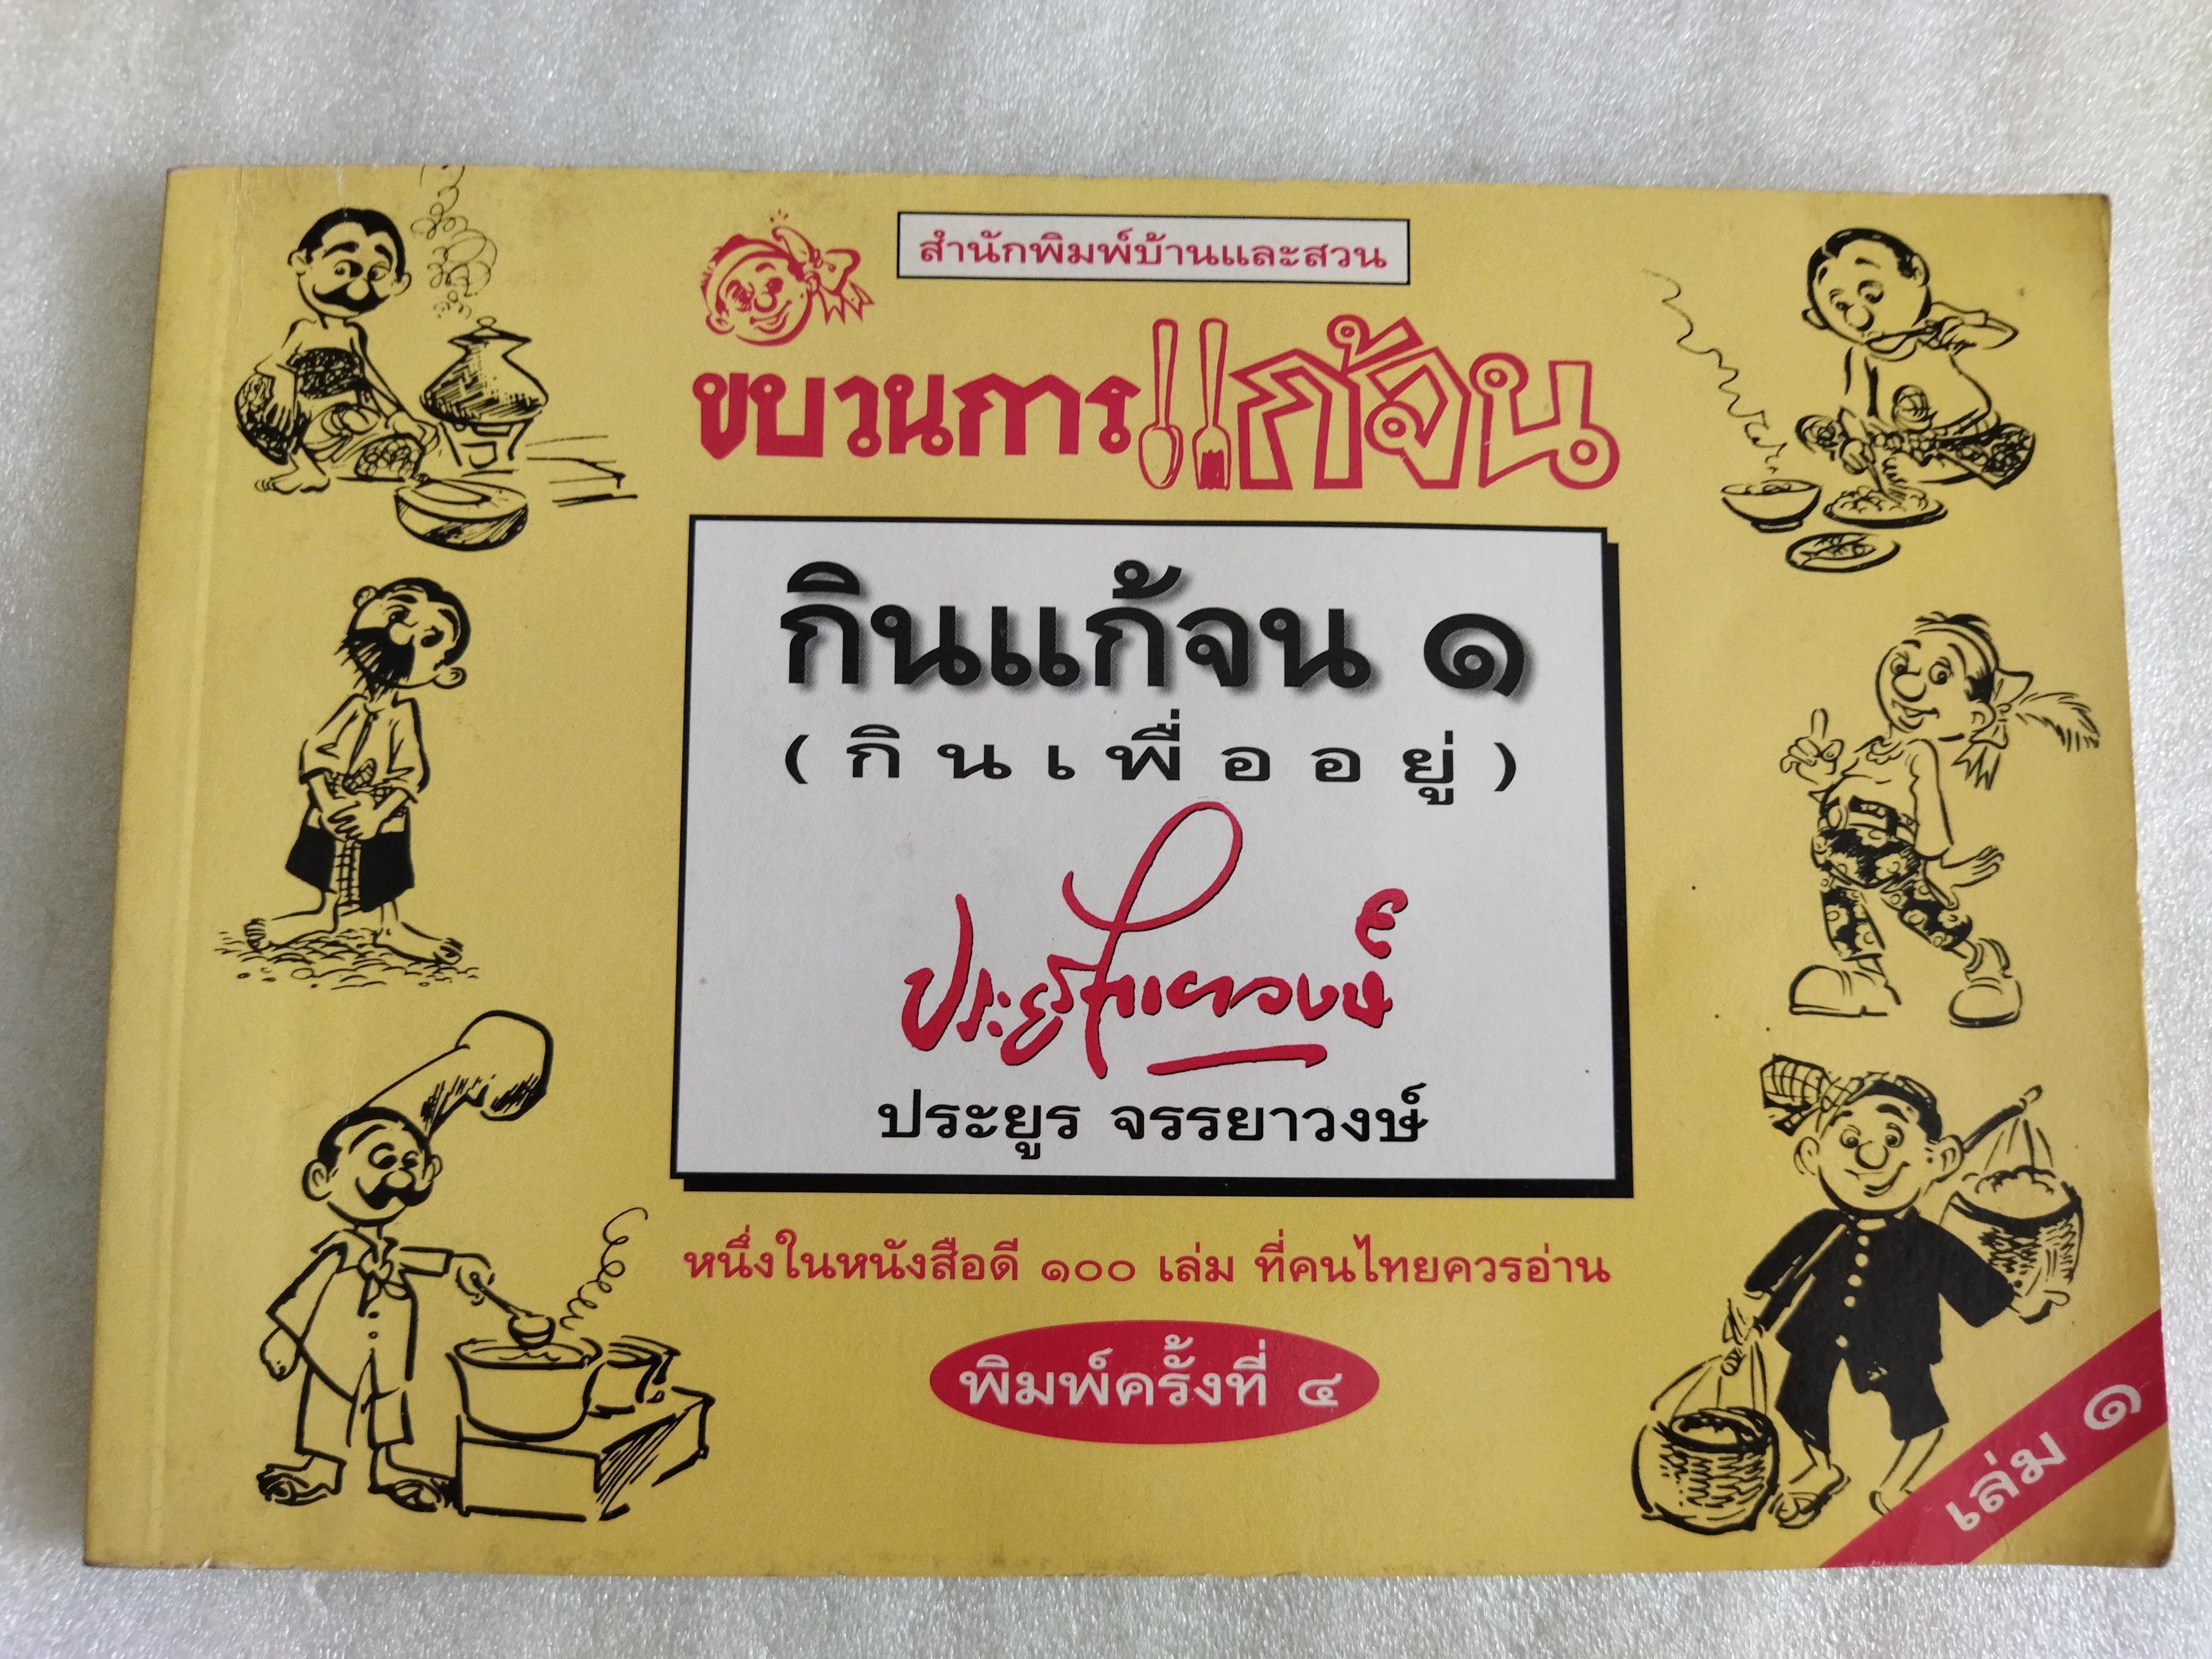 สำนักพิมพ์บ้านและสวน
ขบวนการแก้จน
กินแก้จน ๑
(กินเพื่ออยู่)
ประยูร จรรยาวงษ์
ประยูร จรรยาวงษ์
หนึ่งในหนังสือดี ๑๐๐ เล่ม ที่คนไทยควรอ่าน
พิมพ์ครั้งที่ ๔
เล่ม ๑